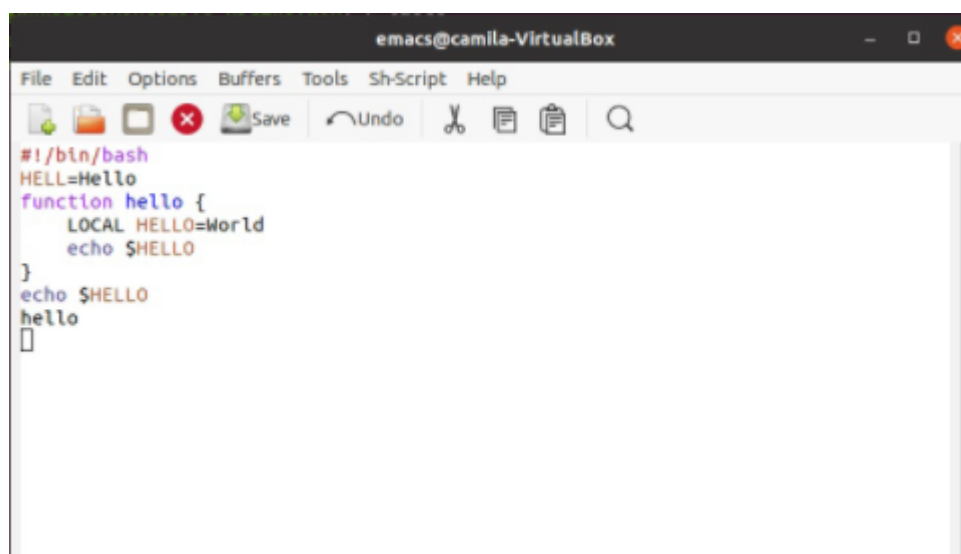 emacs@camila-VirtualBox
File Edit Options Buffers Tools Sh-Script Help
Save Undo
#!/bin/bash
HELL=Hello
function hello {
    LOCAL HELLO=World
    echo $HELLO
}
echo $HELLO
hello